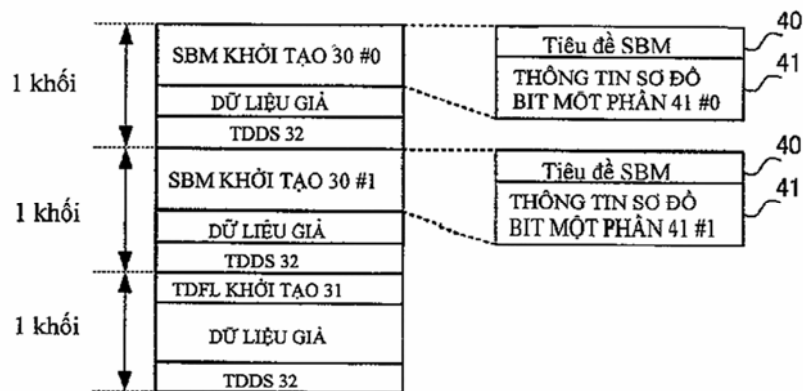 1 khối
SBM KHỞI TẠO 30 #0
DỮ LIỆU GIẢ
TDDS 32
Tiêu đề SBM
40
THÔNG TIN SƠ ĐỒ
BIT MỘT PHẦN 41 #0
41
1 khối
SBM KHỞI TẠO 30 #1
DỮ LIỆU GIẢ
TDDS 32
Tiêu đề SBM
40
THÔNG TIN SƠ ĐỒ
BIT MỘT PHẦN 41 #1
41
1 khối
TDFL KHỞI TẠO 31
DỮ LIỆU GIẢ
TDDS 32